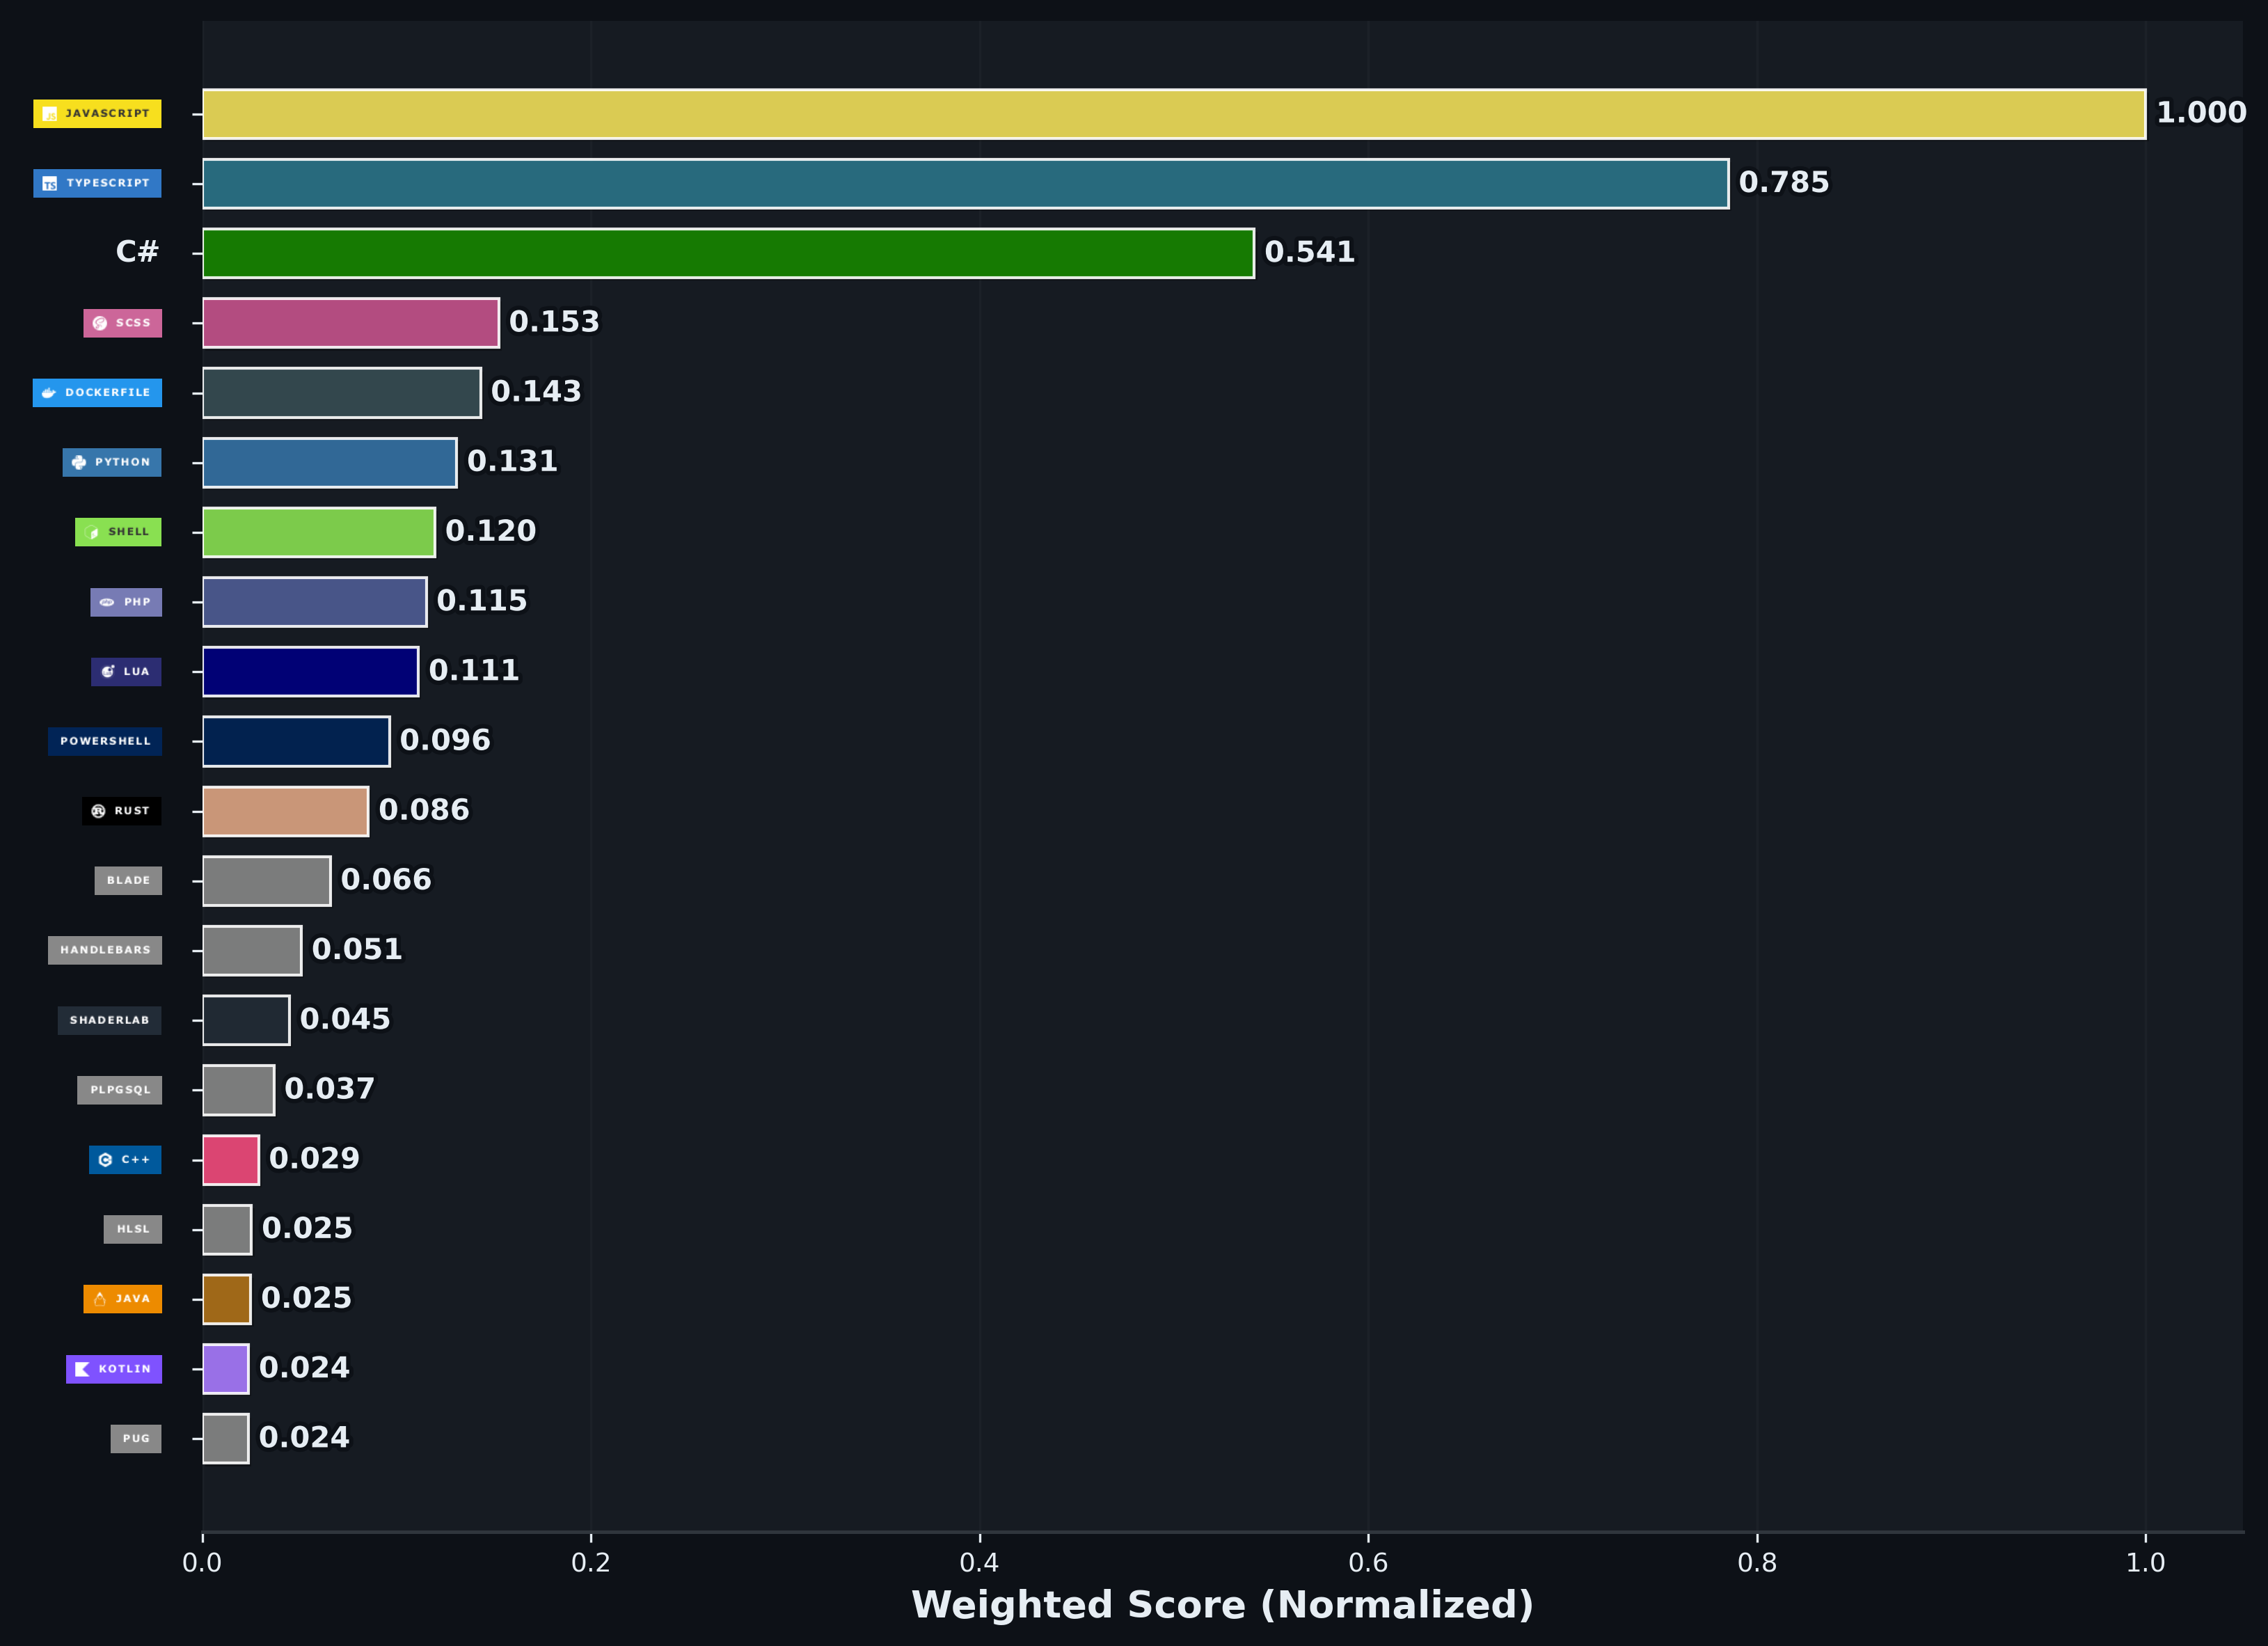 JAVASCRIPT 1.000
TYPESCRIPT 0.785
C# 0.541
SCSS 0.153
DOCKERFILE 0.143
PYTHON 0.131
SHELL 0.120
PHP 0.115
LUA 0.111
POWERSHELL 0.096
RUST 0.086
BLADE 0.066
HANDLEBARS 0.051
SHADERLAB 0.045
PLPGSQL 0.037
C++ 0.029
HLSL 0.025
JAVA 0.025
KOTLIN 0.024
PUG 0.024
0.0 0.2 0.4 0.6 0.8 1.0
Weighted Score (Normalized)